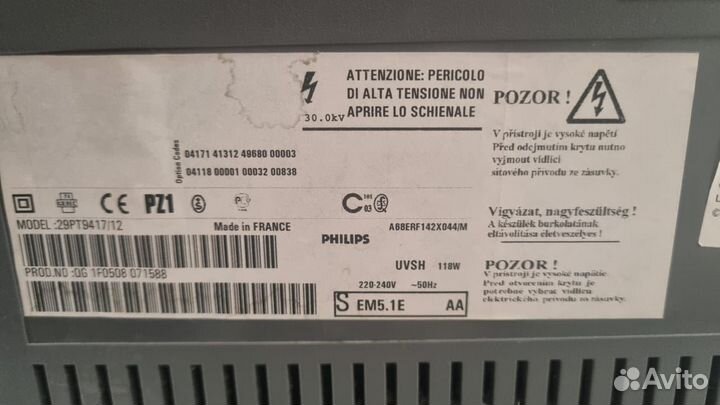 ATTENZIONE: PERICOLO
DI ALTA TENSIONE NON
APRIRE LO SCHIENALE
30.0kV
Option Codes
04171 41312 49680 00003
04118 00001 00032 00838
PZ1
MODEL :29PT9417/12
Made in FRANCE
PHILIPS
A68ERF142X044/M
PROD.NO :DG 1F0508 071588
UVSH 118W
220-240V ~50Hz
S EM5.1E AA
POZOR !
V přístroji je vysoké napětí
Před odejmutím krytu nutno
vyjmout vidlici
síťového přívodu ze zásuvky.
Vigyázat, nagyfeszültség !
A készülék burkolatának
eltávolítása életveszelyes !
POZOR !
V prístroji je vysoké napätie.
Pred otvorením krytu je
potrebné vybrat vidlicu
elektrického prívodu zo zásuvky.
Avito